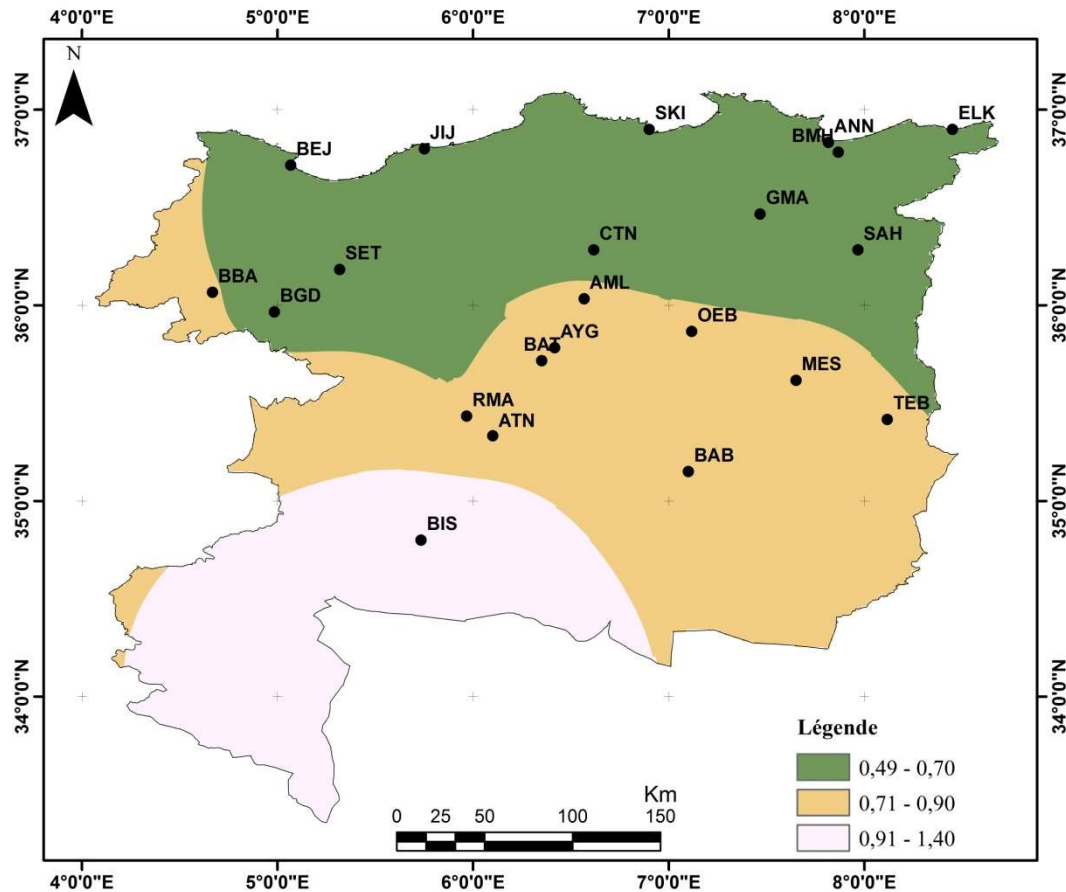 4°0'0"E 5°0'0"E 6°0'0"E 7°0'0"E 8°0'0"E
N
37°0'0"N 37°0'0"N
SKI
ELK
JIJ
BMH ANN
BEJ
GMA
CTN
SAH
SET
AML
BBA
BGD
36°0'0"N 36°0'0"N
OEB
AYG
BAT
MES
RMA
TEB
ATN
BAB
35°0'0"N 35°0'0"N
BIS
34°0'0"N 34°0'0"N
Légende
0,49 - 0,70
0,71 - 0,90
0,91 - 1,40
Km
0 25 50 100 150
4°0'0"E 5°0'0"E 6°0'0"E 7°0'0"E 8°0'0"E